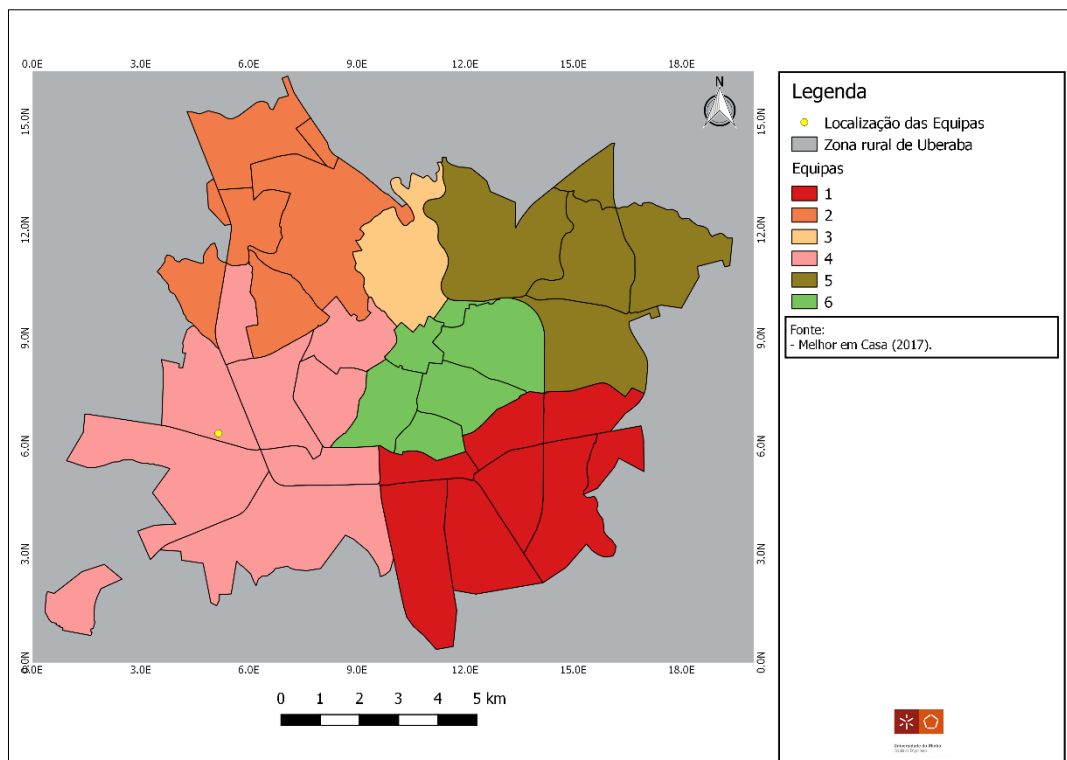 0.0E 3.0E 6.0E 9.0E 12.0E 15.0E 18.0E
N
15.0N 15.0N
12.0N 12.0N
9.0N 9.0N
6.0N 6.0N
3.0N 3.0N
0.0N 0.0N
0.0E 3.0E 6.0E 9.0E 12.0E 15.0E 18.0E
0 1 2 3 4 5 km
Legenda
Localização das Equipas
Zona rural de Uberaba
Equipas
1
2
3
4
5
6
Fonte:
- Melhor em Casa (2017).
Universidade do Minho